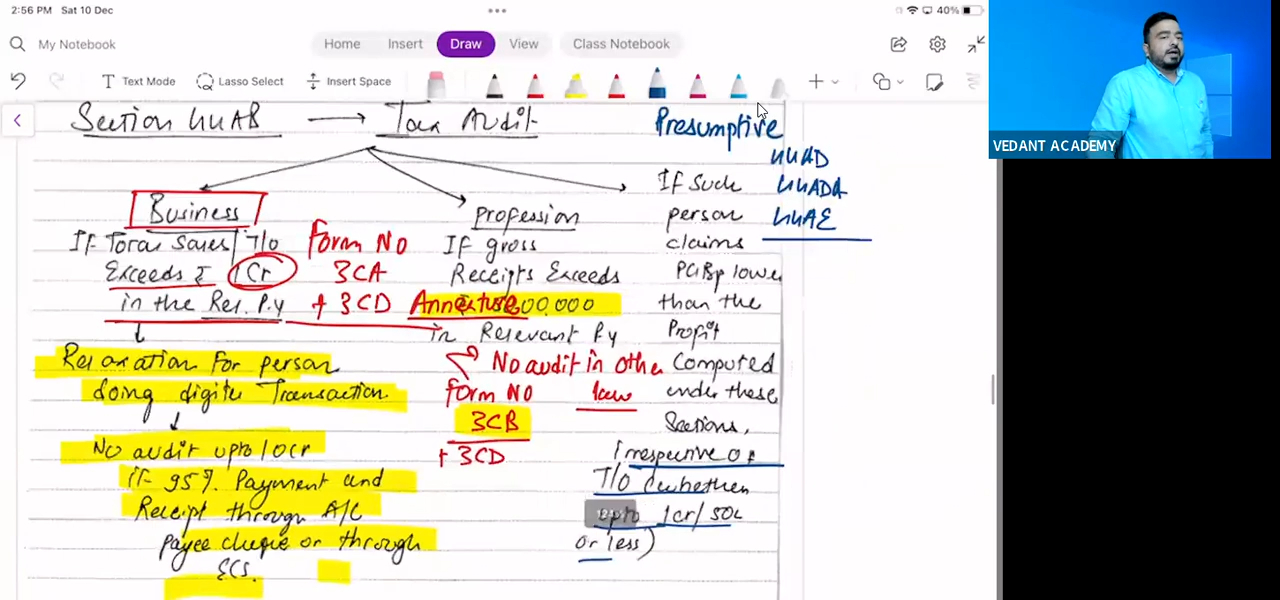 2:56 PM Sat 10 Dec
40%
My Notebook
Home Insert Draw View Class Notebook
Text Mode Lasso Select Insert Space
VEDANT ACADEMY
Section 44AB → Tax Audit
Business
If Total Sales/T/o
Exceeds ₹ 1Cr
in the Rel. P.y
Form No
3CA
+ 3CD Annexture
Relaxation For person
doing digital Transaction
No audit upto 10cr
If 95% Payment and
Receipt through A/c
payee cheque or through
ECS.
Profession
If gross
Receipts Exceeds
00,000
in Relevant P.y
No audit in other
law
Form NO
3CB
+ 3CD
Presumptive
44AD
44ADA
44AE
If Such
person
claims
PGBP lower
than the
Profit
Computed
under these
Sections,
Irrespective of
T/O (whether
upto 1cr/50L
or less)